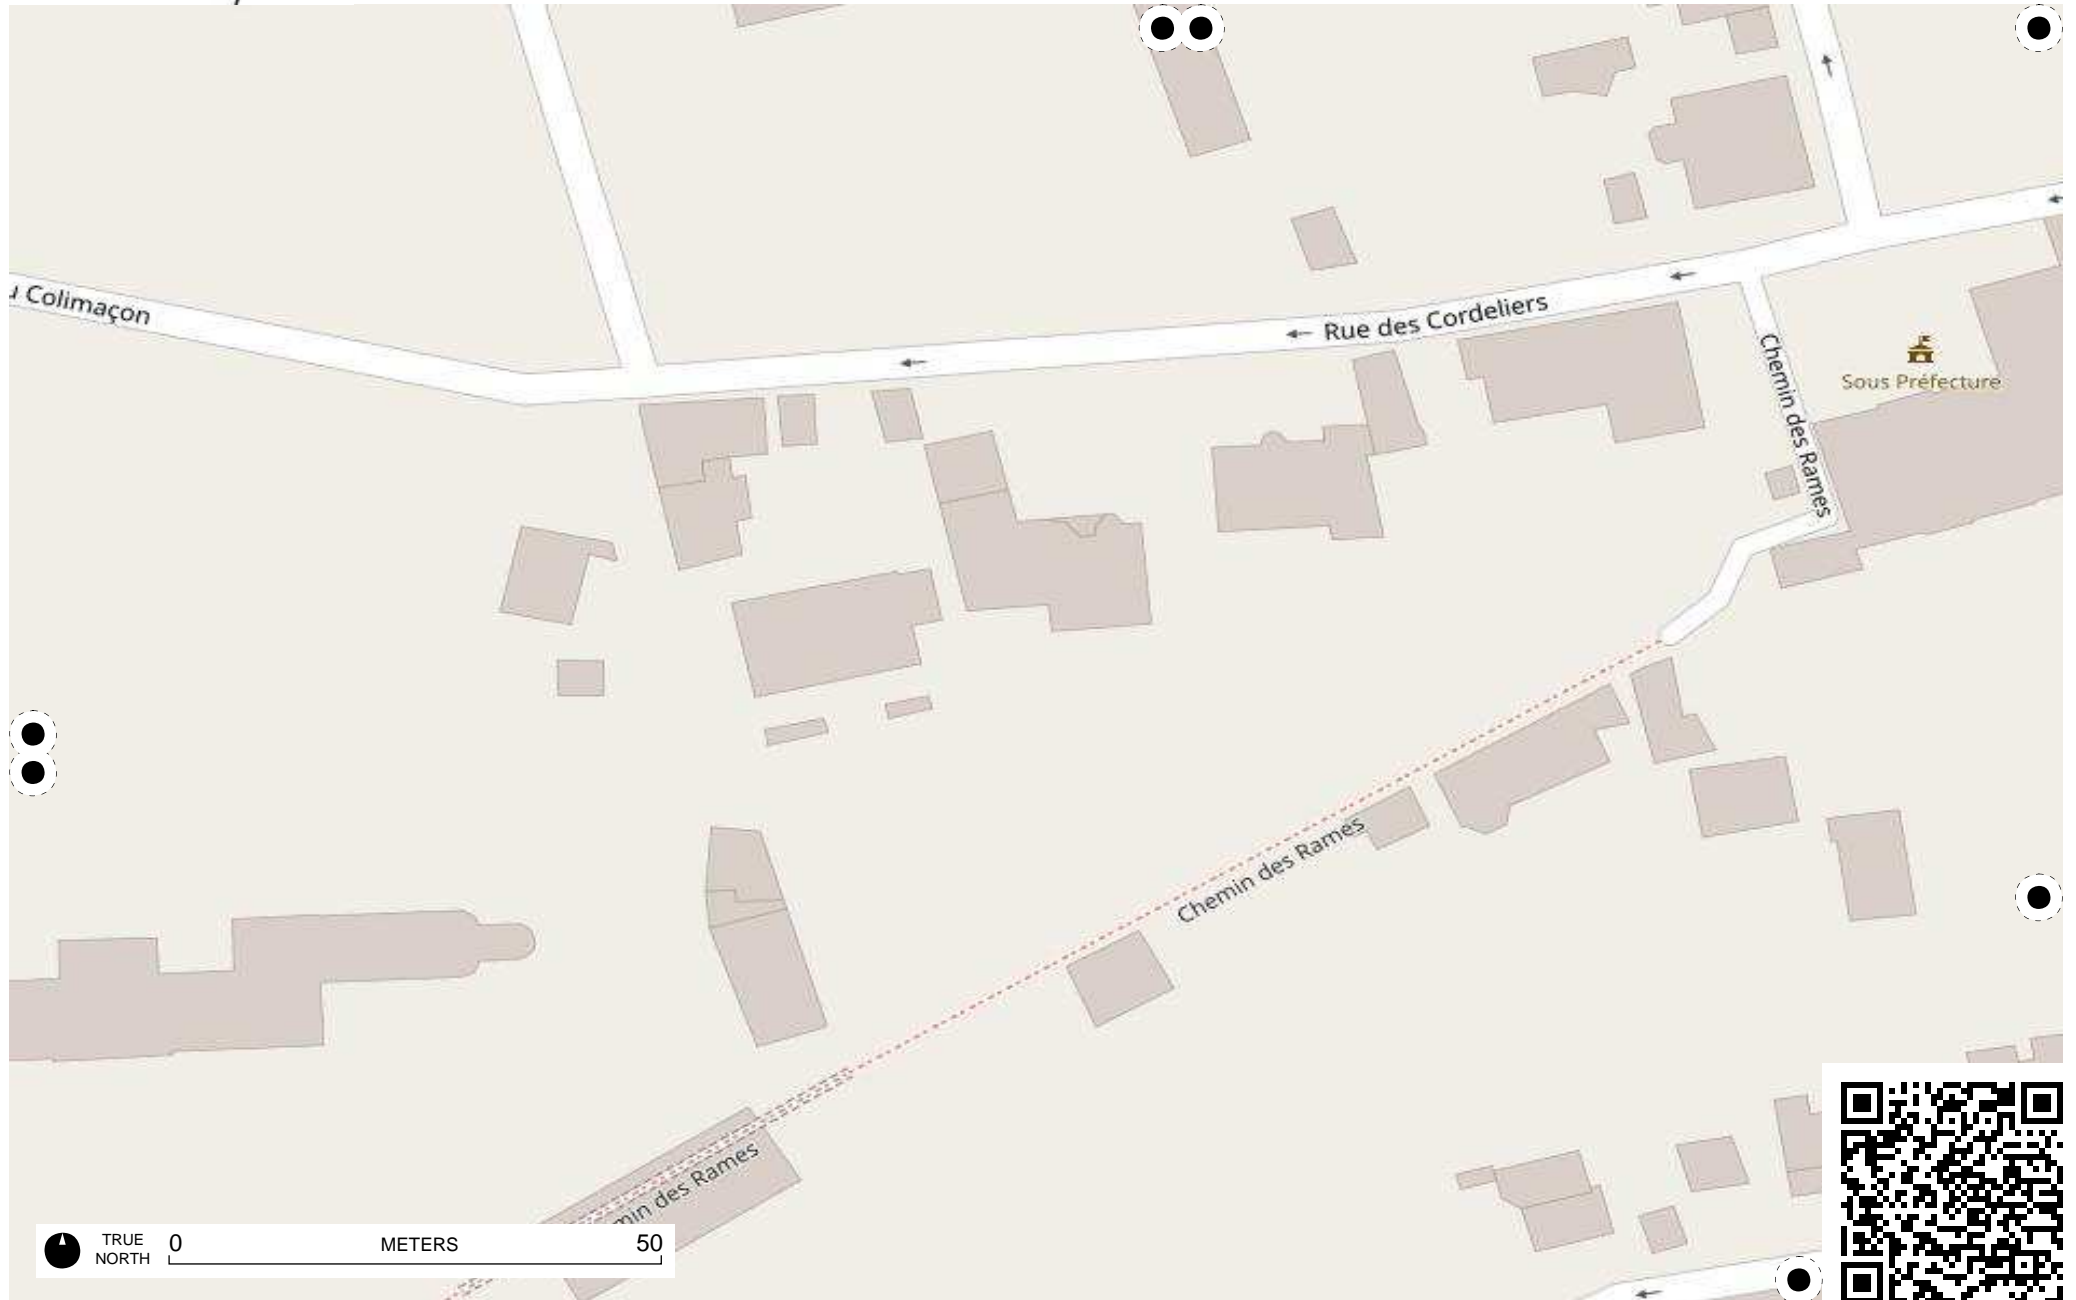 Colimaçon
Rue des Cordeliers
Chemin des Rames
Sous Préfecture
Chemin des Rames
min des Rames
TRUE
NORTH
0 METERS 50